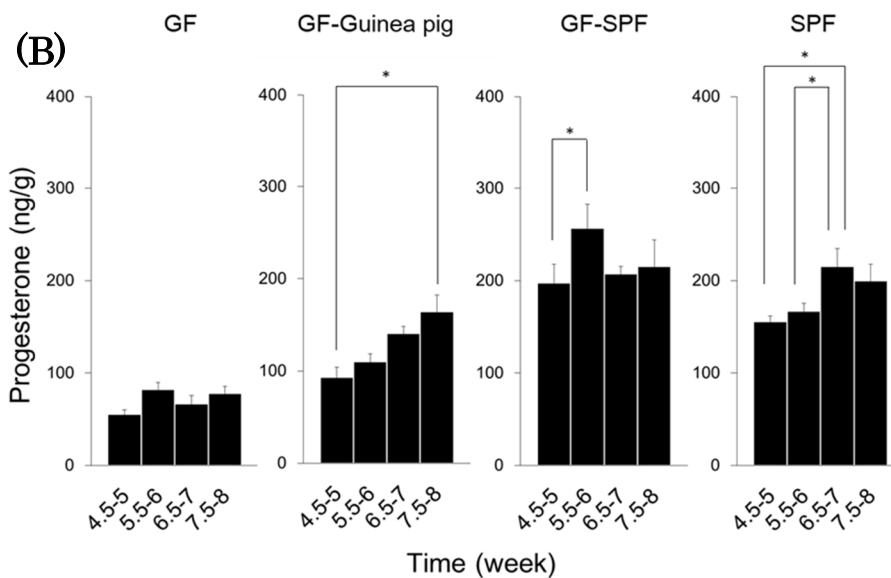 GF GF-Guinea pig GF-SPF SPF
(B)
* * * *
400 400 400 400
300 300 300 300
200 200 200 200
100 100 100 100
0 0 0 0
Progesterone (ng/g)
4.5-5 5.5-6 6.5-7 7.5-8 4.5-5 5.5-6 6.5-7 7.5-8 4.5-5 5.5-6 6.5-7 7.5-8 4.5-5 5.5-6 6.5-7 7.5-8
Time (week)